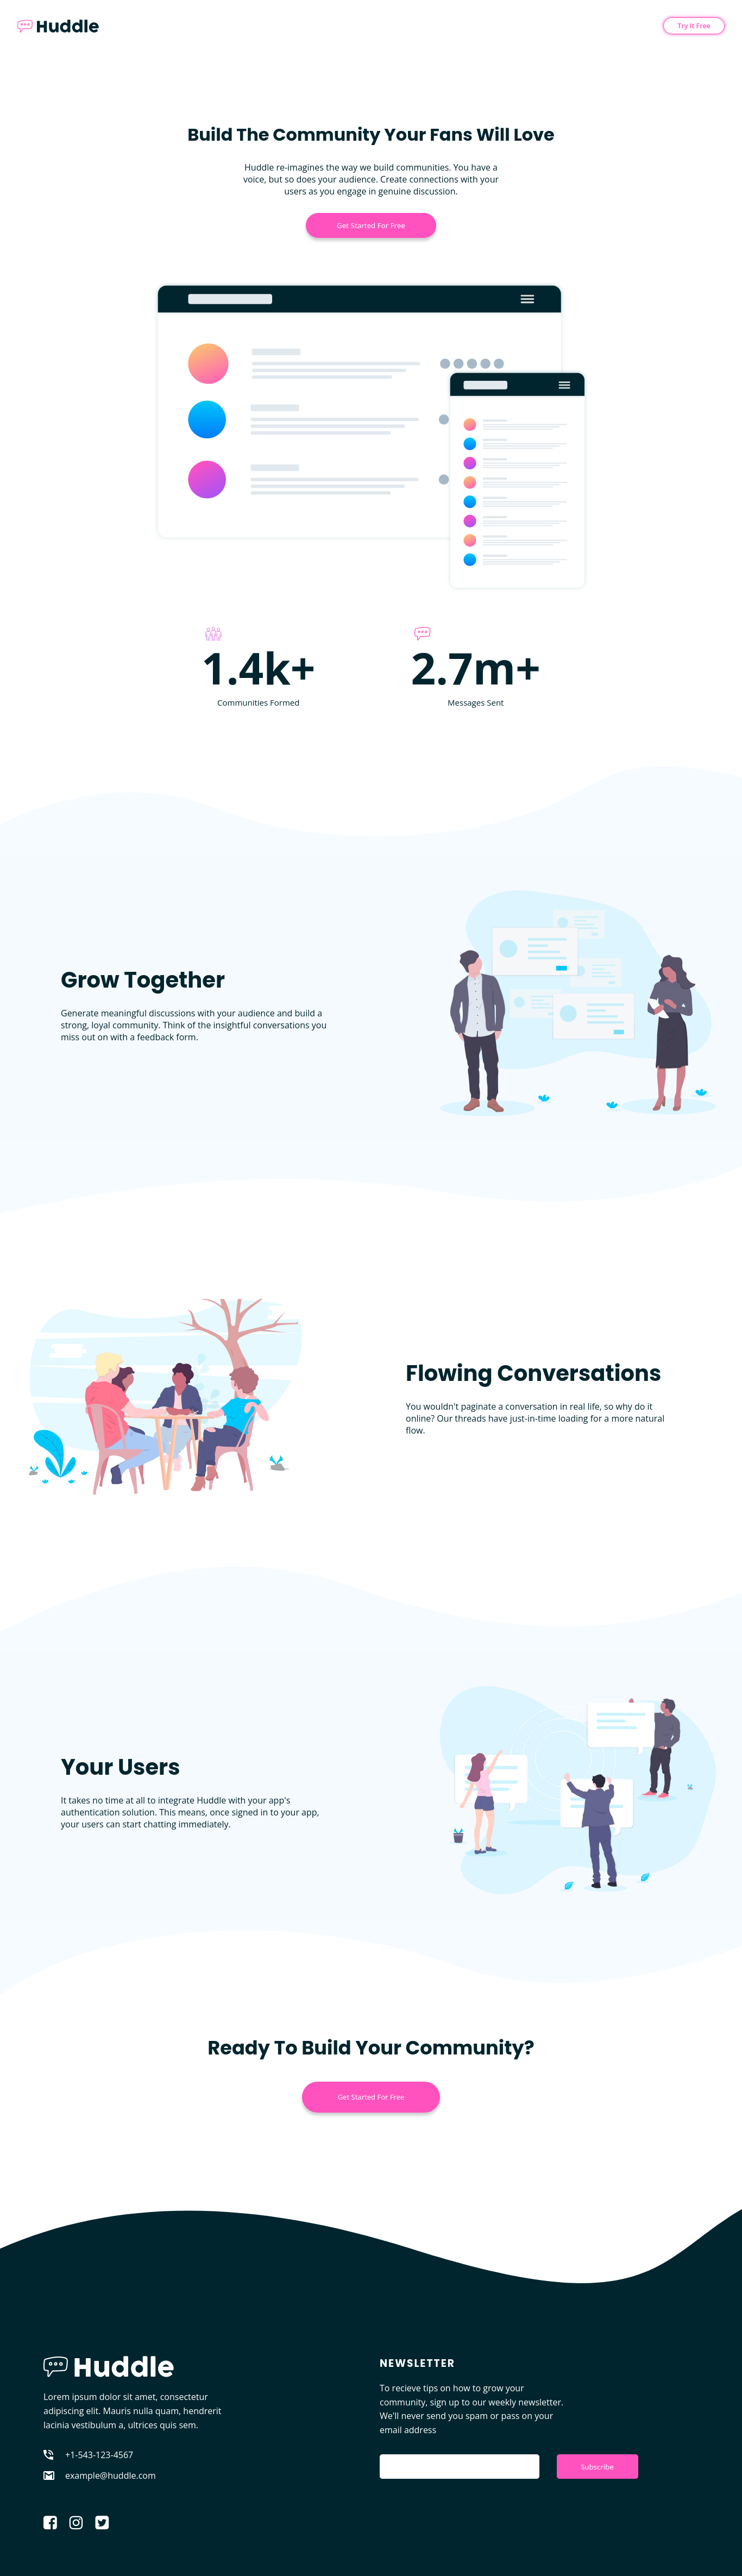 Huddle
Try It Free
Build The Community Your Fans Will Love
Huddle re-imagines the way we build communities. You have a
voice, but so does your audience. Create connections with your
users as you engage in genuine discussion.
Get Started For Free
1.4k+
Communities Formed
2.7m+
Messages Sent
Grow Together
Generate meaningful discussions with your audience and build a
strong, loyal community. Think of the insightful conversations you
miss out on with a feedback form.
Flowing Conversations
You wouldn't paginate a conversation in real life, so why do it
online? Our threads have just-in-time loading for a more natural
flow.
Your Users
It takes no time at all to integrate Huddle with your app's
authentication solution. This means, once signed in to your app,
your users can start chatting immediately.
Ready To Build Your Community?
Get Started For Free
Huddle
Lorem ipsum dolor sit amet, consectetur
adipiscing elit. Mauris nulla quam, hendrerit
lacinia vestibulum a, ultrices quis sem.
+1-543-123-4567
example@huddle.com
NEWSLETTER
To recieve tips on how to grow your
community, sign up to our weekly newsletter.
We'll never send you spam or pass on your
email address
Subscribe